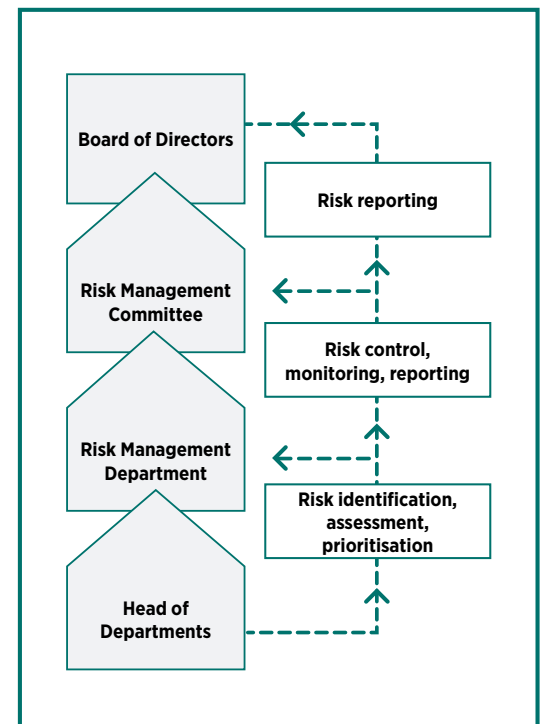 Board of Directors
Risk reporting
Risk Management
Committee
Risk control,
monitoring, reporting
Risk Management
Department
Risk identification,
assessment,
prioritisation
Head of
Departments